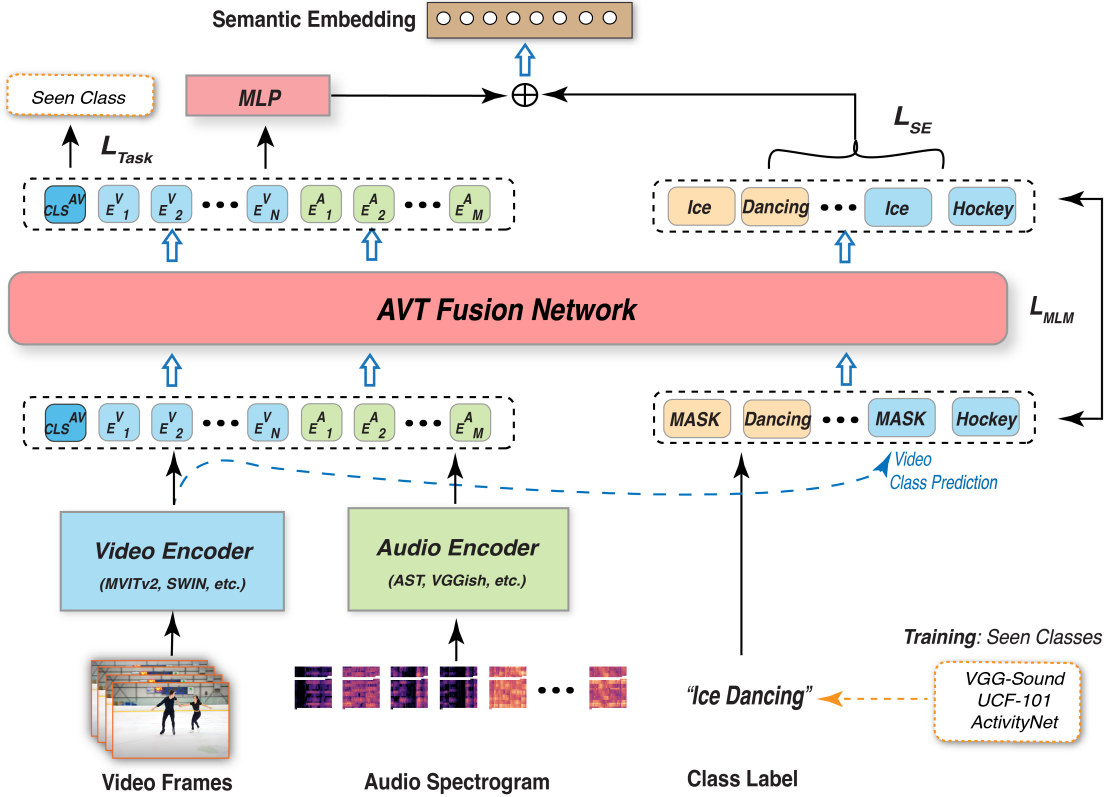 Semantic Embedding
Seen Class
MLP
L_Task
L_SE
CLS^AV E^V_1 E^V_2 ••• E^V_N E^A_1 E^A_2 ••• E^A_M
Ice Dancing ••• Ice Hockey
AVT Fusion Network
L_MLM
CLS^AV E^V_1 E^V_2 ••• E^V_N E^A_1 E^A_2 ••• E^A_M
MASK Dancing ••• MASK Hockey
Video
Class Prediction
Video Encoder
(MVITv2, SWIN, etc.)
Audio Encoder
(AST, VGGish, etc.)
Training: Seen Classes
VGG-Sound
UCF-101
ActivityNet
“Ice Dancing”
•••
Video Frames
Audio Spectrogram
Class Label